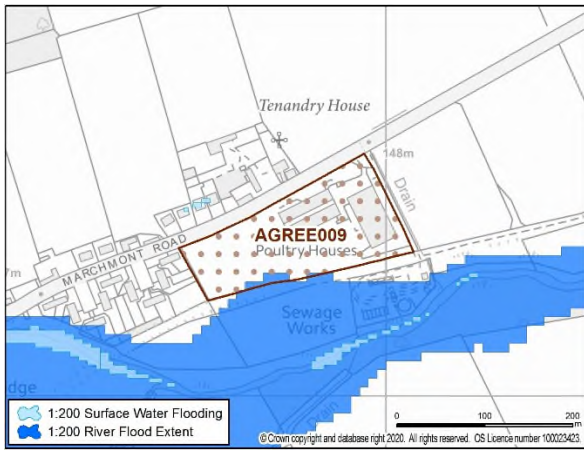 Tenandry House
148m
Drain
MARCHMONT ROAD
AGREE009
Poultry Houses
7m
Sewage
Works
dge
Drain
1:200 Surface Water Flooding
1:200 River Flood Extent
0 100 200
m
© Crown copyright and database right 2020. All rights reserved. OS Licence number 100023423.